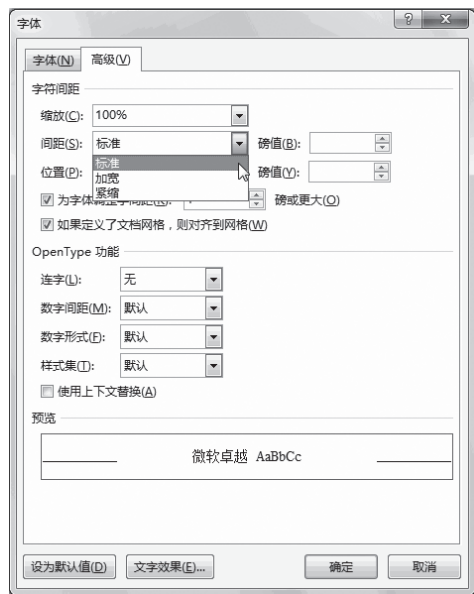 字体
? X
字体(N) 高级(V)
字符间距
缩放(C): 100%
间距(S): 标准 磅值(B):
标准
位置(P): 磅值(Y):
加宽
紧缩
为字体调整字间距(K): 磅或更大(O)
如果定义了文档网格，则对齐到网格(W)
OpenType 功能
连字(L): 无
数字间距(M): 默认
数字形式(F): 默认
样式集(T): 默认
使用上下文替换(A)
预览
微软卓越 AaBbCc
设为默认值(D) 文字效果(E)... 确定 取消